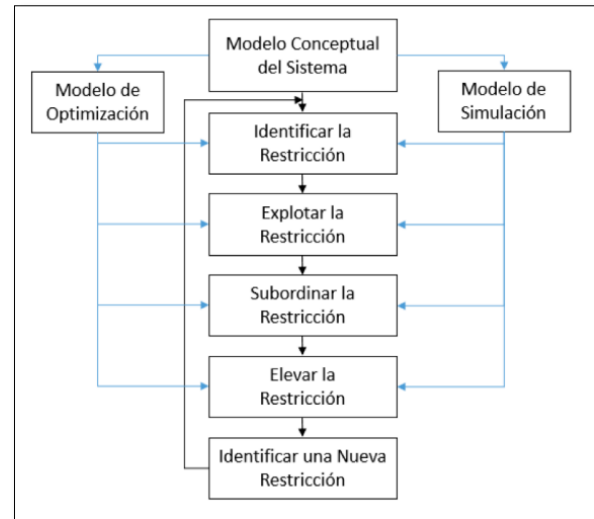 Modelo Conceptual
del Sistema
Modelo de
Optimización
Modelo de
Simulación
Identificar la
Restricción
Explotar la
Restricción
Subordinar la
Restricción
Elevar la
Restricción
Identificar una Nueva
Restricción